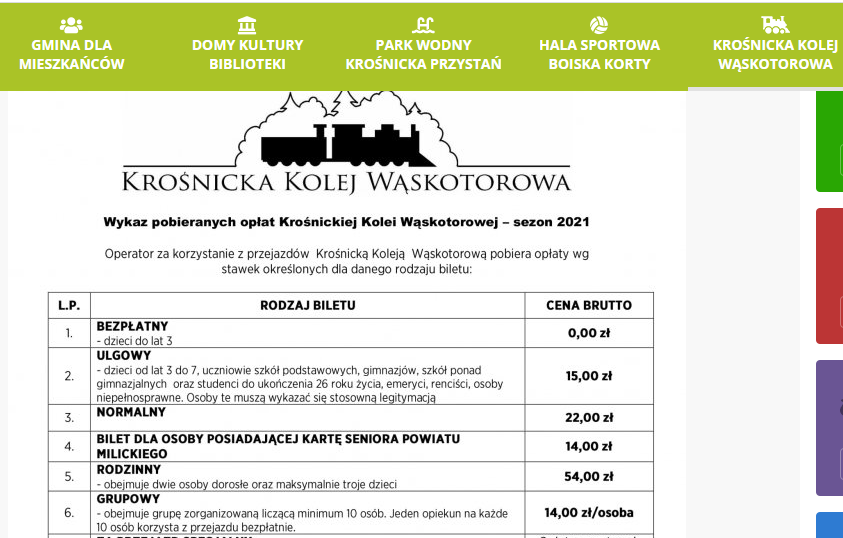 GMINA DLA
MIESZKAŃCÓW
DOMY KULTURY
BIBLIOTEKI
PARK WODNY
KROŚNICKA PRZYSTAŃ
HALA SPORTOWA
BOISKA KORTY
KROŚNICKA KOLEJ
WĄSKOTOROWA
KROŚNICKA KOLEJ WĄSKOTOROWA
Wykaz pobieranych opłat Krośnickiej Kolei Wąskotorowej – sezon 2021
Operator za korzystanie z przejazdów Krośnicką Koleją Wąskotorową pobiera opłaty wg
stawek określonych dla danego rodzaju biletu:
L.P. RODZAJ BILETU CENA BRUTTO
1. BEZPŁATNY 0,00 zł
- dzieci do lat 3
2. ULGOWY 15,00 zł
- dzieci od lat 3 do 7, uczniowie szkół podstawowych, gimnazjów, szkół ponad
gimnazjalnych oraz studenci do ukończenia 26 roku życia, emeryci, renciści, osoby
niepełnosprawne. Osoby te muszą wykazać się stosowną legitymacją
3. NORMALNY 22,00 zł
4. BILET DLA OSOBY POSIADAJĄCEJ KARTĘ SENIORA POWIATU 14,00 zł
MILICKIEGO
5. RODZINNY 54,00 zł
- obejmuje dwie osoby dorosłe oraz maksymalnie troje dzieci
6. GRUPOWY 14,00 zł/osoba
- obejmuje grupę zorganizowaną liczącą minimum 10 osób. Jeden opiekun na każde
10 osób korzysta z przejazdu bezpłatnie.